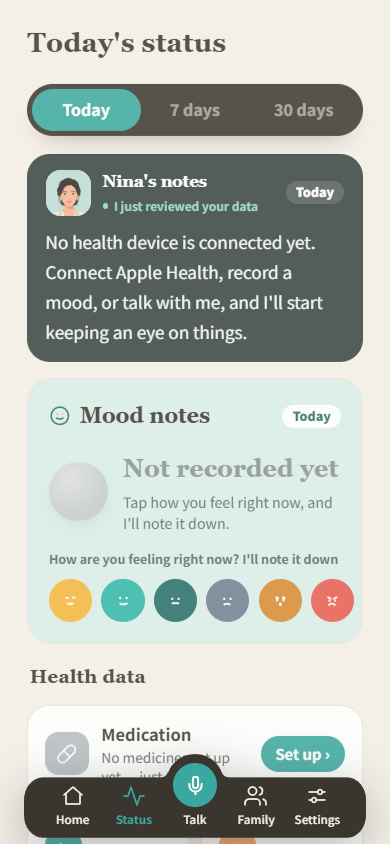 Today's status
Today 7 days 30 days
Nina's notes
• I just reviewed your data
Today
No health device is connected yet.
Connect Apple Health, record a
mood, or talk with me, and I'll start
keeping an eye on things.
Mood notes
Today
Not recorded yet
Tap how you feel right now, and
I'll note it down.
How are you feeling right now? I'll note it down
Health data
Medication
No medicines up
Set up ›
Home Status Talk Family Settings